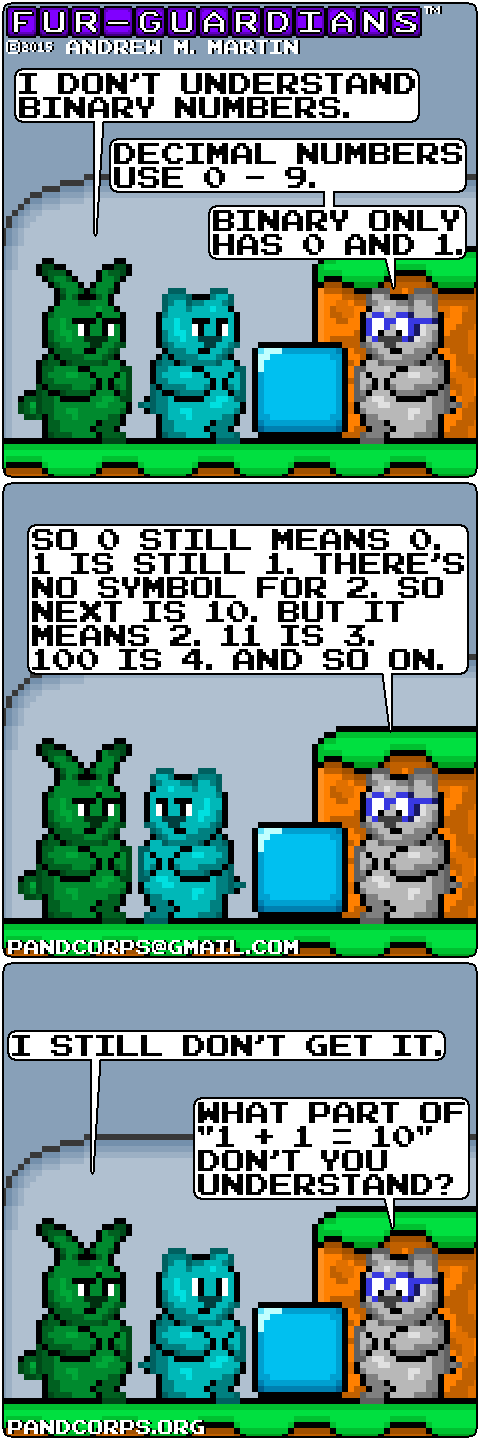 FUR-GUARDIANS™
©2015 ANDREW M. MARTIN
I DON'T UNDERSTAND
BINARY NUMBERS.
DECIMAL NUMBERS
USE 0 - 9.
BINARY ONLY
HAS 0 AND 1.
SO 0 STILL MEANS 0.
1 IS STILL 1. THERE'S
NO SYMBOL FOR 2. SO
NEXT IS 10. BUT IT
MEANS 2. 11 IS 3.
100 IS 4. AND SO ON.
PANDCORPS@GMAIL.COM
I STILL DON'T GET IT.
WHAT PART OF
"1 + 1 = 10"
DON'T YOU
UNDERSTAND?
PANDCORPS.ORG